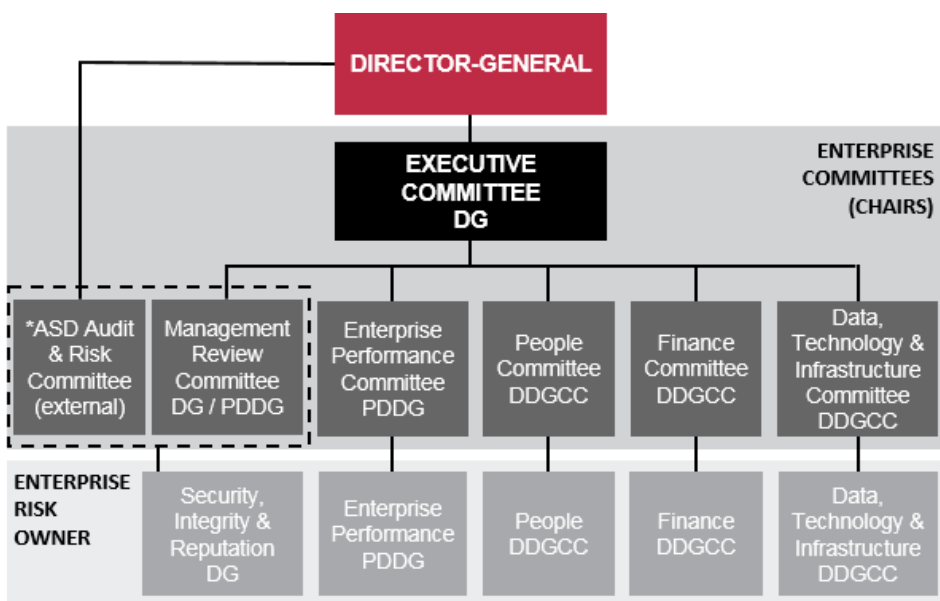 DIRECTOR-GENERAL
EXECUTIVE
COMMITTEE
DG
ENTERPRISE
COMMITTEES
(CHAIRS)
*ASD Audit
& Risk
Committee
(external)
Management
Review
Committee
DG / PDDG
Enterprise
Performance
Committee
PDDG
People
Committee
DDGCC
Finance
Committee
DDGCC
Data,
Technology &
Infrastructure
Committee
DDGCC
ENTERPRISE
RISK
OWNER
Security,
Integrity &
Reputation
DG
Enterprise
Performance
PDDG
People
DDGCC
Finance
DDGCC
Data,
Technology &
Infrastructure
DDGCC